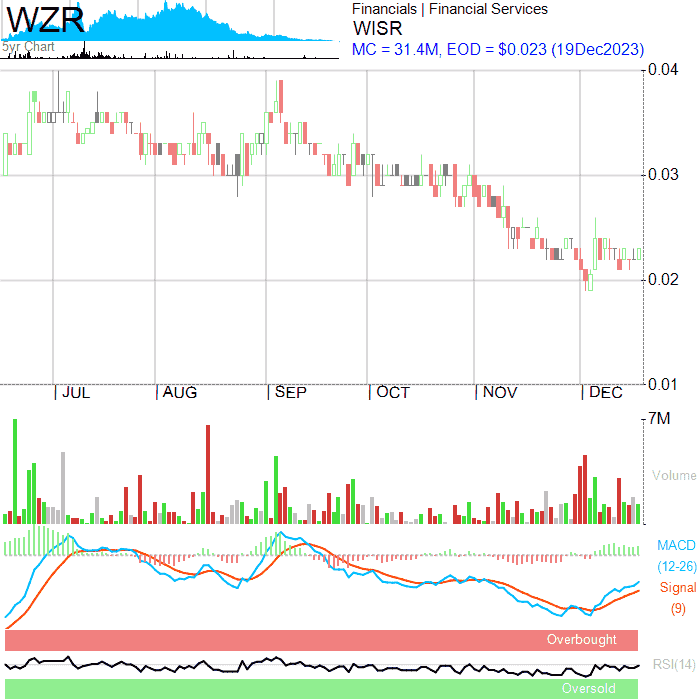 WZR
5yr Chart
Financials | Financial Services
WISR
MC = 31.4M, EOD = $0.023 (19Dec2023)
0.04
0.03
0.02
0.01
JUL AUG SEP OCT NOV DEC
7M
Volume
MACD
(12-26)
Signal
(9)
Overbought
RSI(14)
Oversold